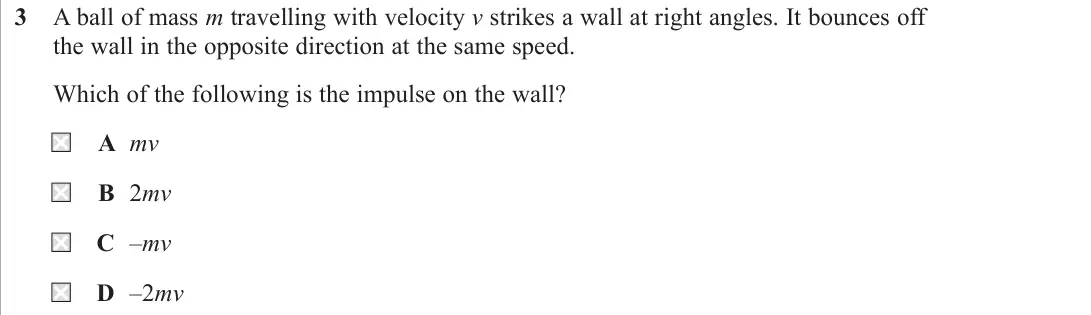 3 A ball of mass m travelling with velocity v strikes a wall at right angles. It bounces off
the wall in the opposite direction at the same speed.
Which of the following is the impulse on the wall?
A mv
B 2mv
C –mv
D –2mv